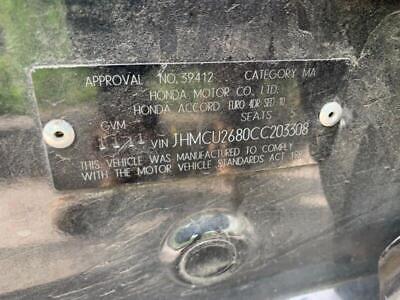 APPROVAL NO. 39412 CATEGORY MA
HONDA MOTOR CO., LTD.
HONDA ACCORD EURO 4DR SED 10
SEATS
GVM
VIN JHMCU2680CC203308
THIS VEHICLE WAS MANUFACTURED TO COMPLY
WITH THE MOTOR VEHICLE STANDARDS ACT